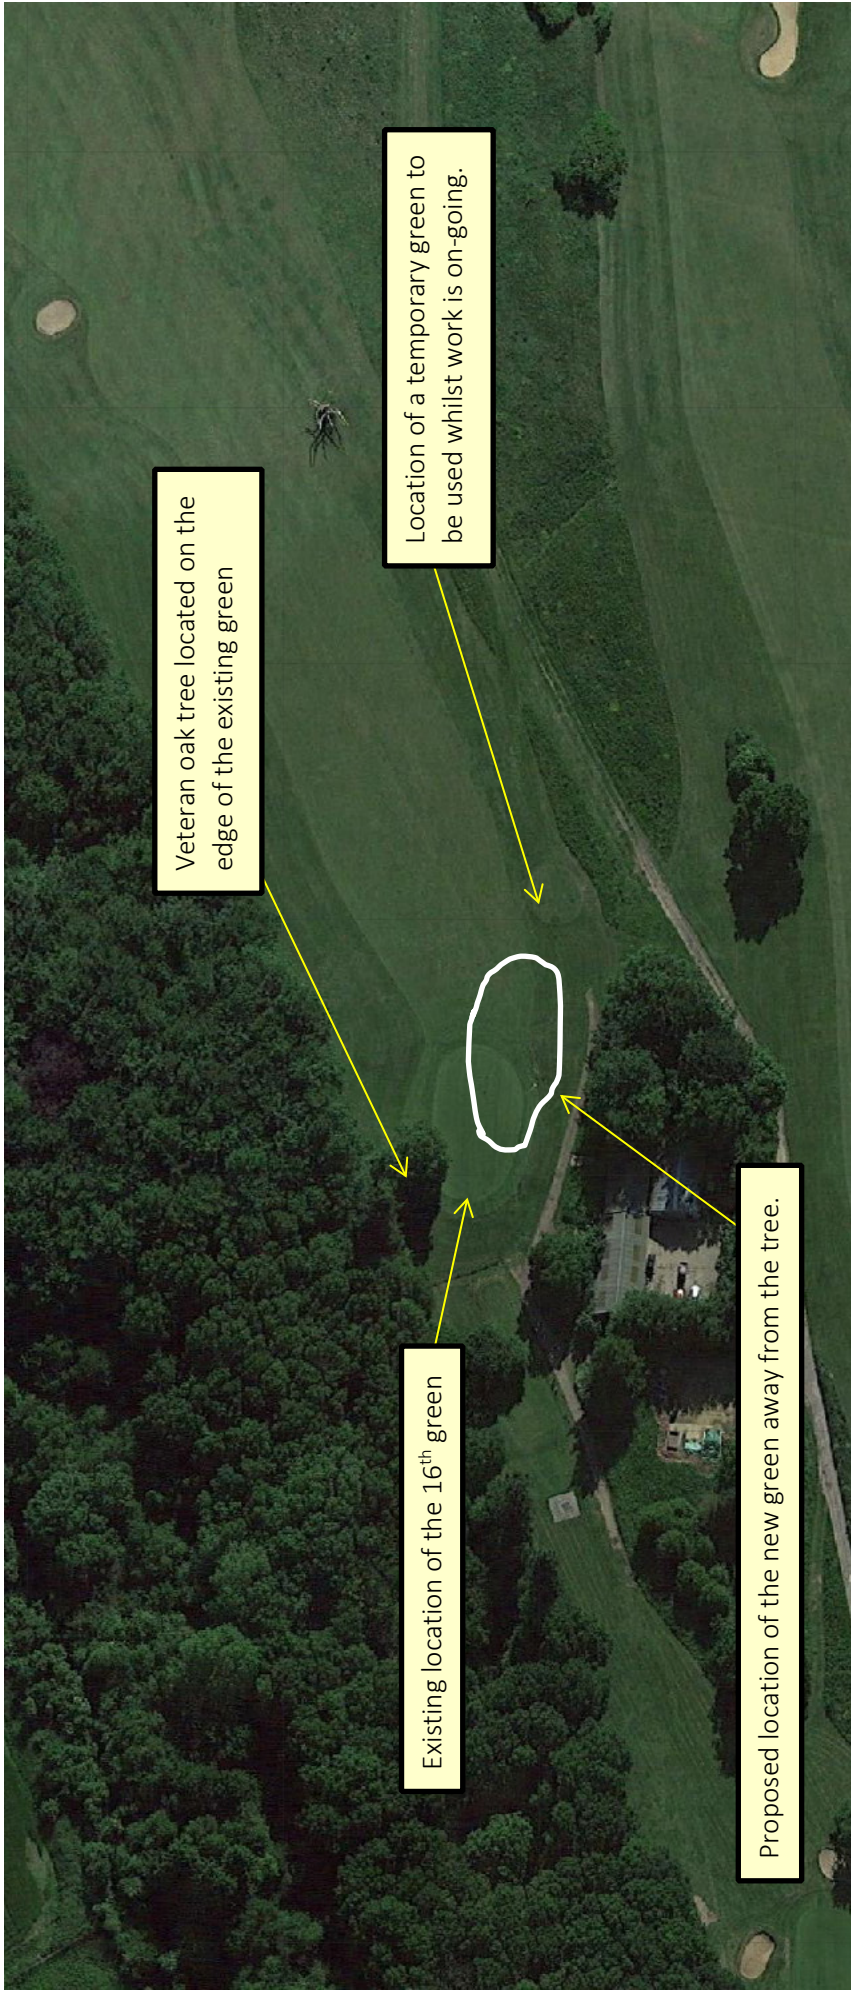 Veteran oak tree located on the
edge of the existing green
Existing location of the 16th green
Location of a temporary green to
be used whilst work is on-going.
Proposed location of the new green away from the tree.